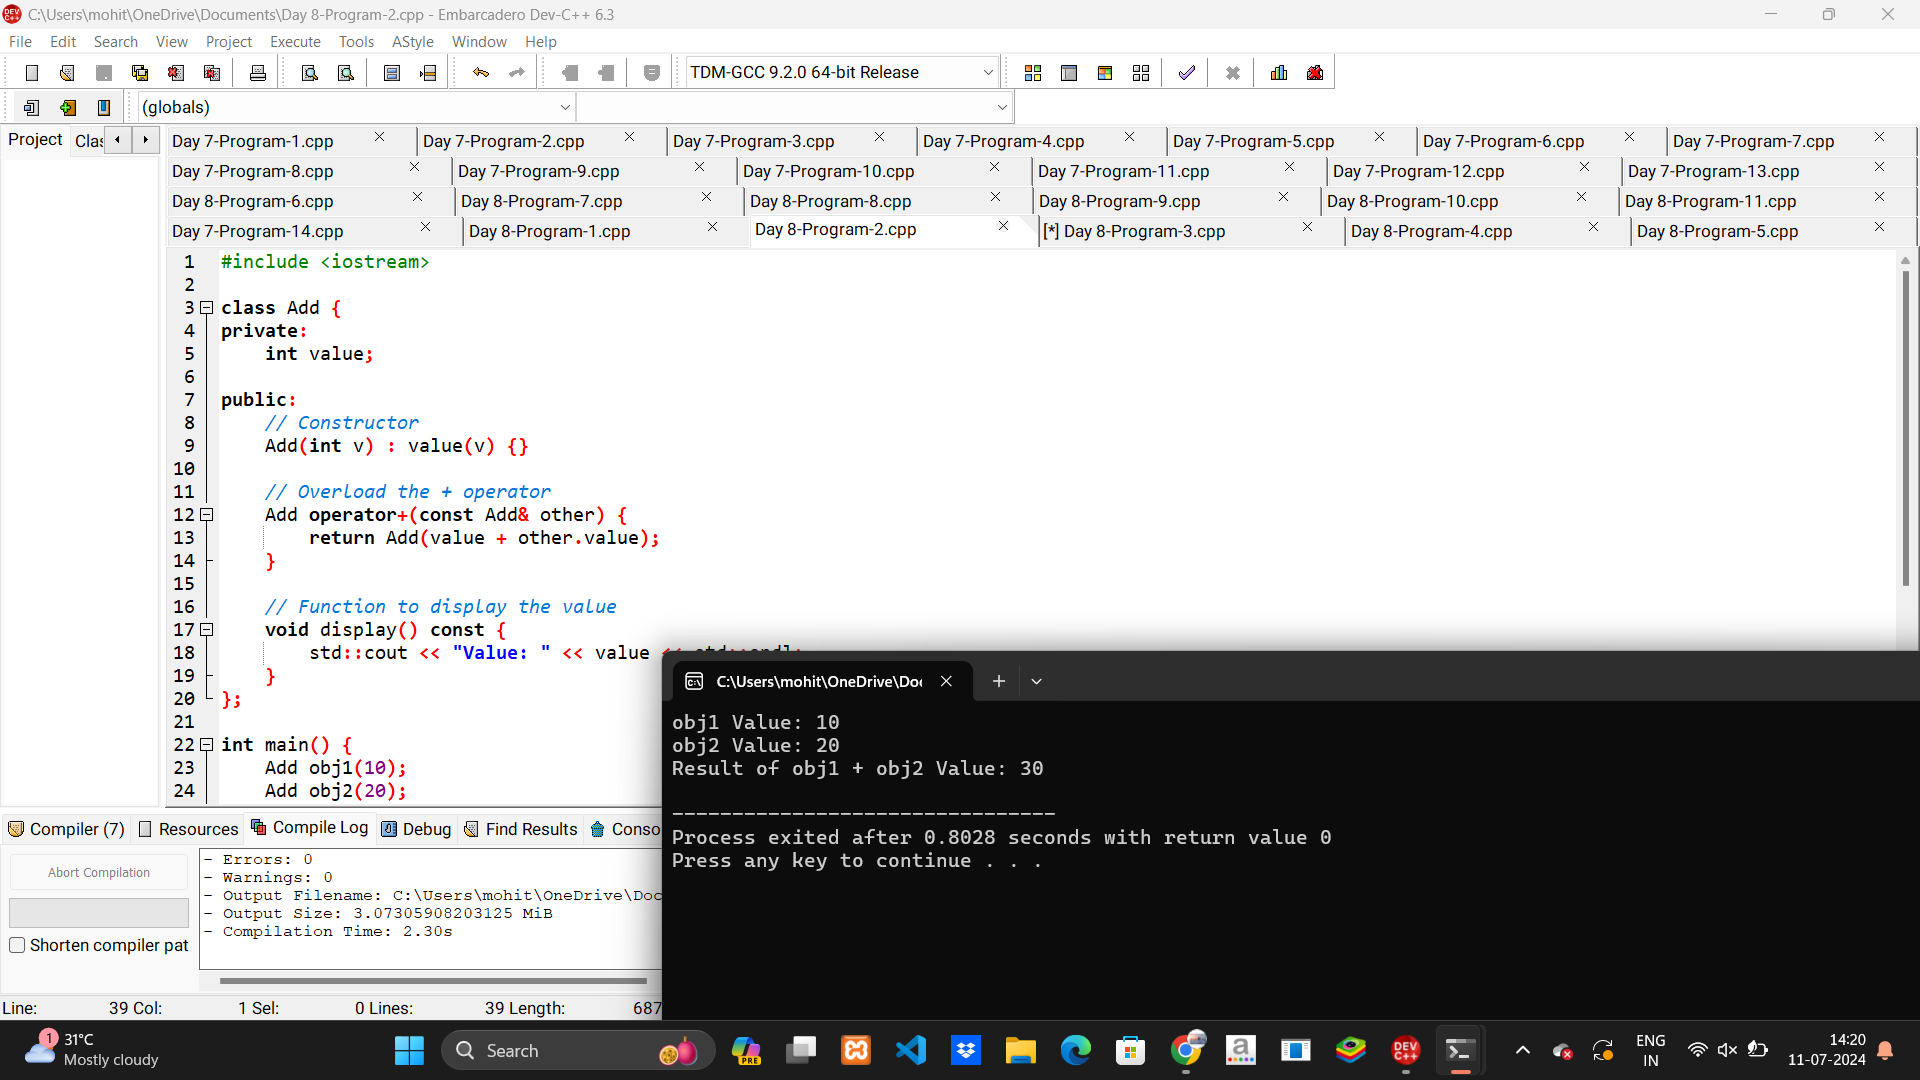 C:\Users\mohit\OneDrive\Documents\Day 8-Program-2.cpp - Embarcadero Dev-C++ 6.3
File Edit Search View Project Execute Tools AStyle Window Help
TDM-GCC 9.2.0 64-bit Release
(globals)
Project Clas
Day 7-Program-1.cpp Day 7-Program-2.cpp Day 7-Program-3.cpp Day 7-Program-4.cpp Day 7-Program-5.cpp Day 7-Program-6.cpp Day 7-Program-7.cpp
Day 7-Program-8.cpp Day 7-Program-9.cpp Day 7-Program-10.cpp Day 7-Program-11.cpp Day 7-Program-12.cpp Day 7-Program-13.cpp
Day 8-Program-6.cpp Day 8-Program-7.cpp Day 8-Program-8.cpp Day 8-Program-9.cpp Day 8-Program-10.cpp Day 8-Program-11.cpp
Day 7-Program-14.cpp Day 8-Program-1.cpp Day 8-Program-2.cpp [*] Day 8-Program-3.cpp Day 8-Program-4.cpp Day 8-Program-5.cpp
1 #include <iostream>
2
3 class Add {
4 private:
5 int value;
6
7 public:
8 // Constructor
9 Add(int v) : value(v) {}
10
11 // Overload the + operator
12 Add operator+(const Add& other) {
13 return Add(value + other.value);
14 }
15
16 // Function to display the value
17 void display() const {
18 std::cout << "Value: " << value
19 }
20 };
21
22 int main() {
23 Add obj1(10);
24 Add obj2(20);
C:\Users\mohit\OneDrive\Doc
obj1 Value: 10
obj2 Value: 20
Result of obj1 + obj2 Value: 30
--------------------------------
Process exited after 0.8028 seconds with return value 0
Press any key to continue . . .
Compiler (7) Resources Compile Log Debug Find Results Conso
Abort Compilation
Shorten compiler pat
- Errors: 0
- Warnings: 0
- Output Filename: C:\Users\mohit\OneDrive\Doc
- Output Size: 3.07305908203125 MiB
- Compilation Time: 2.30s
Line: 39 Col: 1 Sel: 0 Lines: 39 Length: 687
1
31°C
Mostly cloudy
Search
PRE
DEV C++
ENG
IN
14:20
11-07-2024